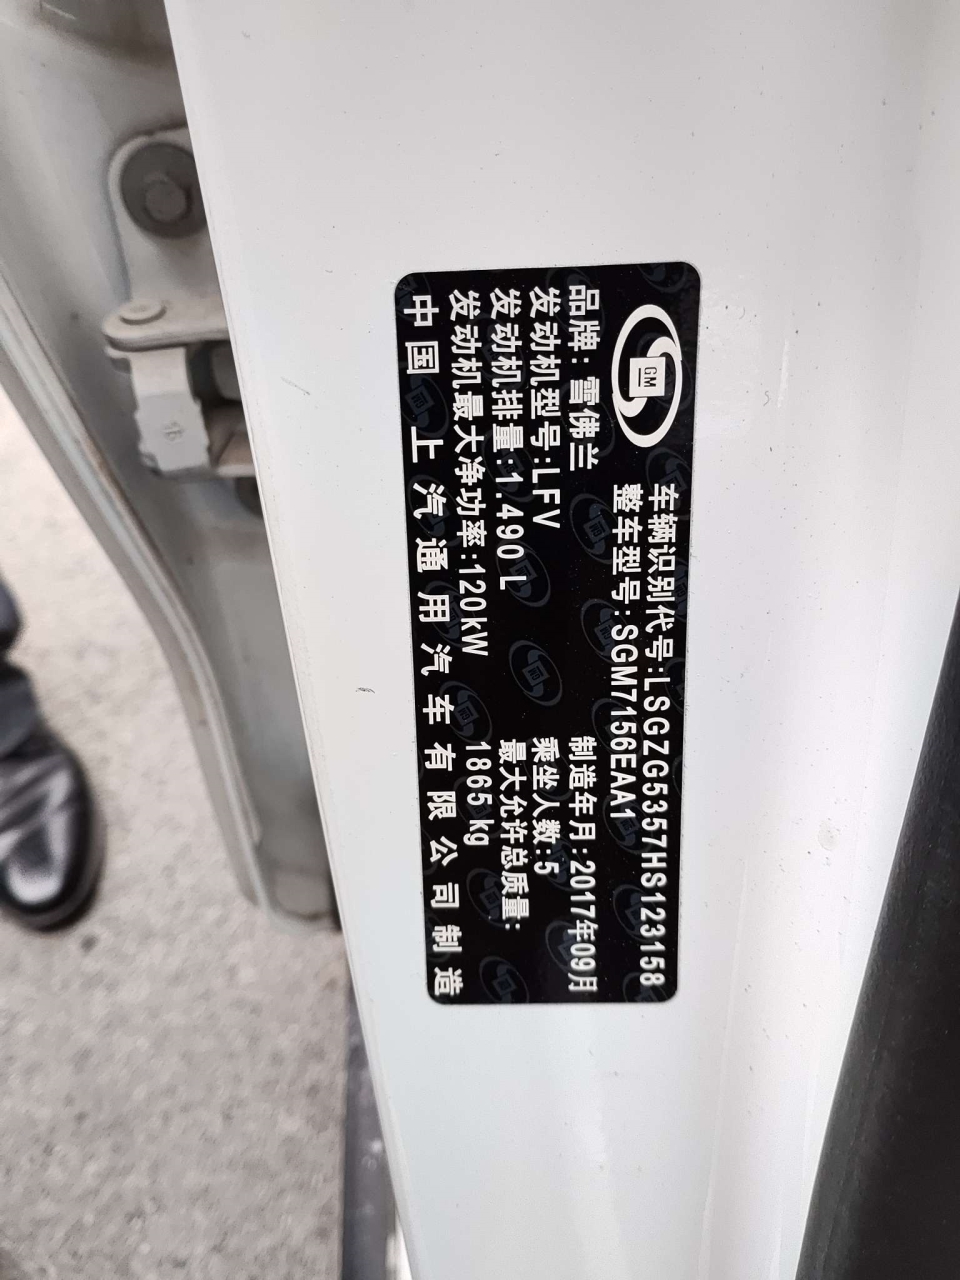 GM
车辆识别代号:LSGZG5357HS123158
整车型号:SGM7156EAA1
品牌:雪佛兰 制造年月:2017年09月
发动机型号:LFV 乘坐人数:5
发动机排量:1.490L 最大允许总质量:
发动机最大净功率:120kW 1865kg
中国 上汽通用汽车有限公司制造